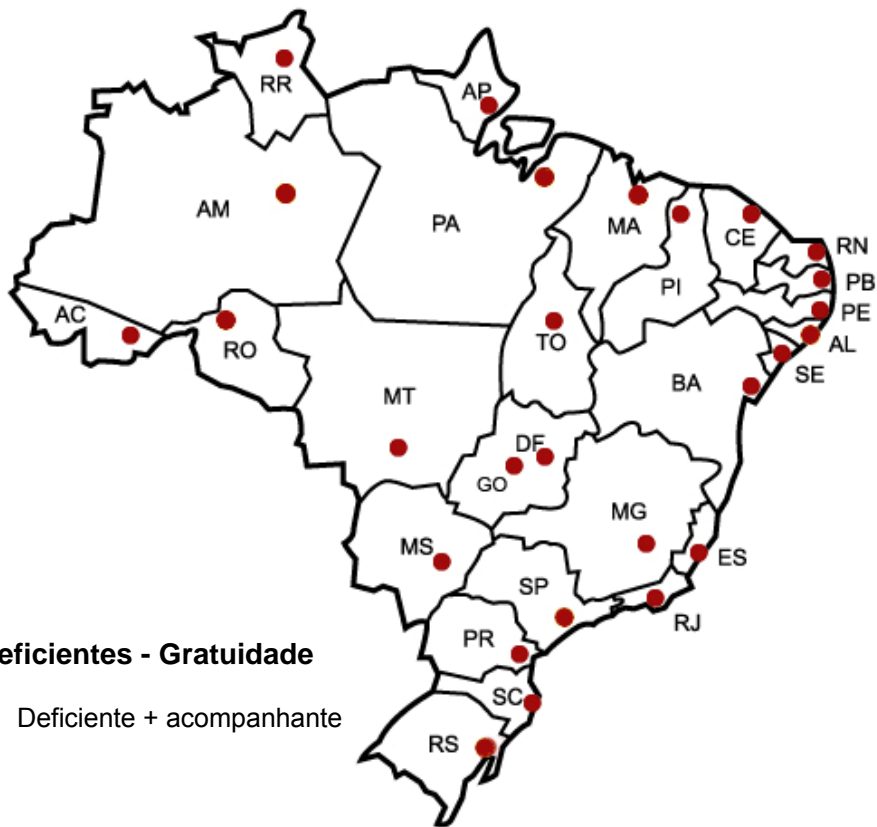 RR
AP
AM
PA
MA
CE
RN
PI
PB
AC
PE
RO
TO
AL
SE
MT
BA
DF
GO
MG
MS
ES
SP
RJ
PR
eficientes - Gratuidade
SC
Deficiente + acompanhante
RS